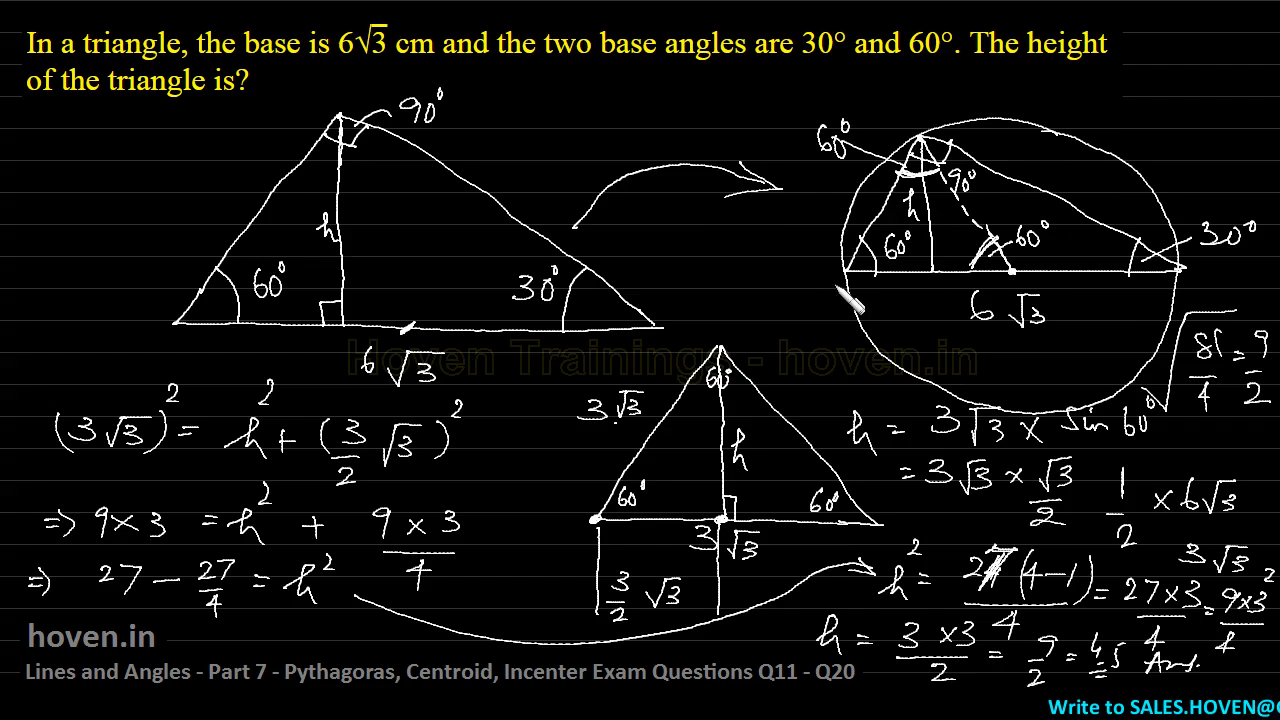 In a triangle, the base is 6√3 cm and the two base angles are 30° and 60°. The height
of the triangle is?
90°
h
60°
30°
6 √3
60°
90°
h
60°
60°
30°
6 √3
Hoven Trainings - hoven.in
√81/4 = 9/2
60°
3√3
h
60°
60°
3 √3
3/2 √3
(3√3)² = h² + (3/2 √3)²
=> 9×3 = h² + 9×3/4
=> 27 − 27/4 = h²
h = 3√3 × sin 60°
= 3√3 × √3/2
1/2 × 6√3
3√3
h² = 27(4−1)/4 = 27×3/4 = 9×3²/4
h = 3×3/2 = 9/2 = 4.5 Ans.
hoven.in
Lines and Angles - Part 7 - Pythagoras, Centroid, Incenter Exam Questions Q11 - Q20
Write to SALES.HOVEN@